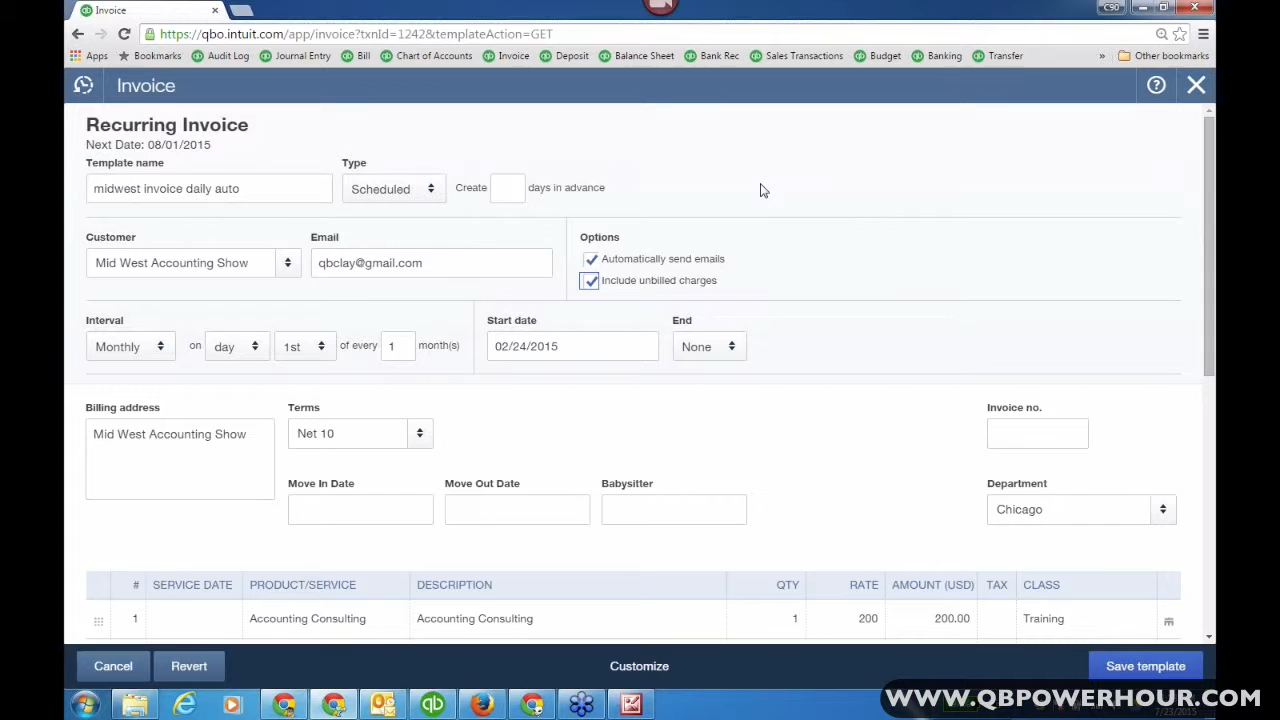 Invoice
C90
https://qbo.intuit.com/app/invoice?txnId=1242&templateAction=GET
Apps Bookmarks Audit Log Journal Entry Bill Chart of Accounts Invoice Deposit Balance Sheet Bank Rec Sales Transactions Budget Banking Transfer » Other bookmarks
Invoice
Recurring Invoice
Next Date: 08/01/2015
Template name Type
midwest invoice daily auto Scheduled Create days in advance
Customer Email Options
Mid West Accounting Show qbclay@gmail.com Automatically send emails
Include unbilled charges
Interval Start date End
Monthly on day 1st of every 1 month(s) 02/24/2015 None
Billing address Terms Invoice no.
Mid West Accounting Show Net 10
Move In Date Move Out Date Babysitter Department
Chicago
# SERVICE DATE PRODUCT/SERVICE DESCRIPTION QTY RATE AMOUNT (USD) TAX CLASS
1 Accounting Consulting Accounting Consulting 1 200 200.00 Training
Cancel Revert Customize Save template
WWW.QBPOWERHOUR.COM
7/23/2015